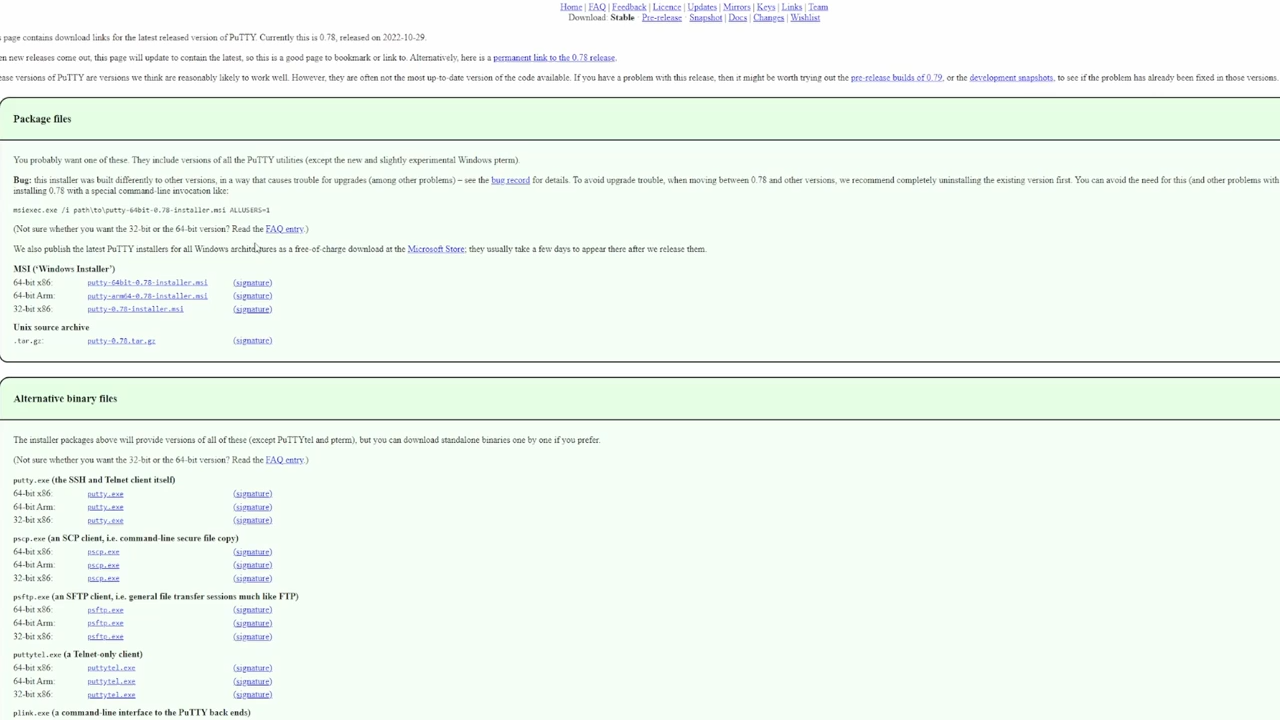 Home | FAQ | Feedback | Licence | Updates | Mirrors | Keys | Links | Team
Download: Stable · Pre-release · Snapshot | Docs | Changes | Wishlist
page contains download links for the latest released version of PuTTY. Currently this is 0.78, released on 2022-10-29.
new releases come out, this page will update to contain the latest, so this is a good page to bookmark or link to. Alternatively, here is a permanent link to the 0.78 release.
versions of PuTTY are versions we think are reasonably likely to work well. However, they are often not the most up-to-date version of the code available. If you have a problem with this release, then it might be worth trying out the pre-release builds of 0.79, or the development snapshots, to see if the problem has already been fixed in those versions.
Package files
You probably want one of these. They include versions of all the PuTTY utilities (except the new and slightly experimental Windows pterm).
Bug: this installer was built differently to other versions, in a way that causes trouble for upgrades (among other problems) – see the bug record for details. To avoid upgrade trouble, when moving between 0.78 and other versions, we recommend completely uninstalling the existing version first. You can avoid the need for this (and other problems with
installing 0.78 with a special command-line invocation like:
msiexec.exe /i path\to\putty-64bit-0.78-installer.msi ALLUSERS=1
(Not sure whether you want the 32-bit or the 64-bit version? Read the FAQ entry.)
We also publish the latest PuTTY installers for all Windows architectures as a free-of-charge download at the Microsoft Store; they usually take a few days to appear there after we release them.
MSI (‘Windows Installer’)
64-bit x86: putty-64bit-0.78-installer.msi (signature)
64-bit Arm: putty-arm64-0.78-installer.msi (signature)
32-bit x86: putty-0.78-installer.msi (signature)
Unix source archive
.tar.gz: putty-0.78.tar.gz (signature)
Alternative binary files
The installer packages above will provide versions of all of these (except PuTTYtel and pterm), but you can download standalone binaries one by one if you prefer.
(Not sure whether you want the 32-bit or the 64-bit version? Read the FAQ entry.)
putty.exe (the SSH and Telnet client itself)
64-bit x86: putty.exe (signature)
64-bit Arm: putty.exe (signature)
32-bit x86: putty.exe (signature)
pscp.exe (an SCP client, i.e. command-line secure file copy)
64-bit x86: pscp.exe (signature)
64-bit Arm: pscp.exe (signature)
32-bit x86: pscp.exe (signature)
psftp.exe (an SFTP client, i.e. general file transfer sessions much like FTP)
64-bit x86: psftp.exe (signature)
64-bit Arm: psftp.exe (signature)
32-bit x86: psftp.exe (signature)
puttytel.exe (a Telnet-only client)
64-bit x86: puttytel.exe (signature)
64-bit Arm: puttytel.exe (signature)
32-bit x86: puttytel.exe (signature)
plink.exe (a command-line interface to the PuTTY back ends)